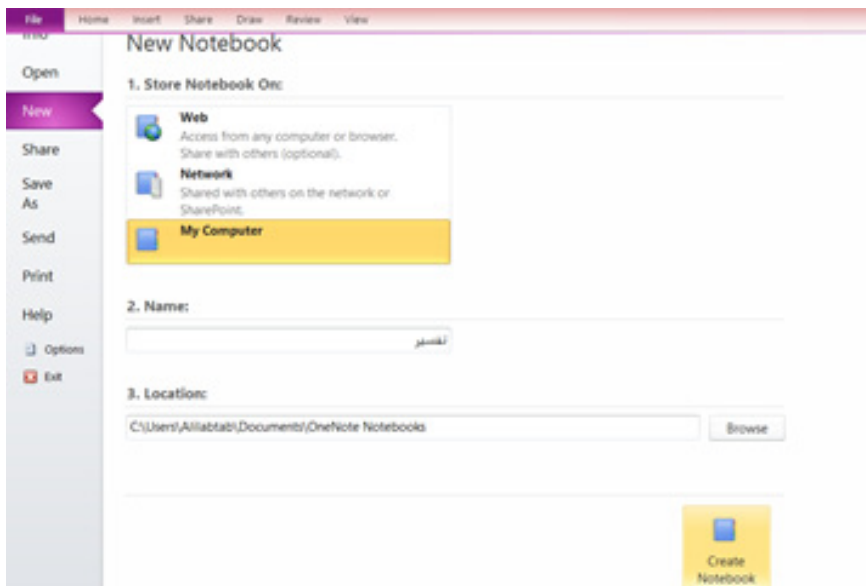 File Home Insert Share Draw Review View
Info
Open
New
Share
Save
As
Send
Print
Help
Options
Exit
New Notebook
1. Store Notebook On:
Web
Access from any computer or browser.
Share with others (optional).
Network
Shared with others on the network or
SharePoint.
My Computer
2. Name:
تفسير
3. Location:
C:\Users\Alilabtab\Documents\OneNote Notebooks
Browse
Create
Notebook